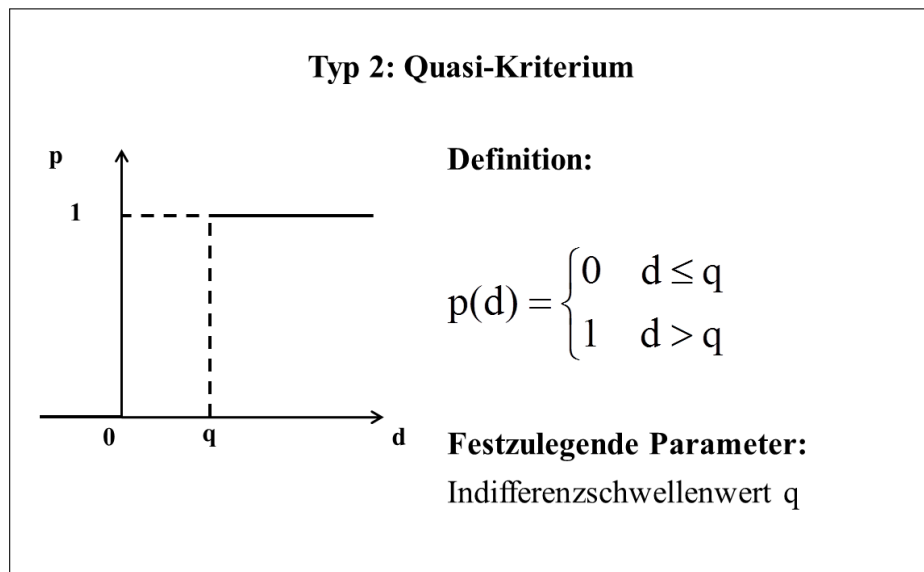 Typ 2: Quasi-Kriterium
p
1
0
q
d
Definition:
p(d) = {0 d ≤ q
1 d > q
Festzulegende Parameter:
Indifferenzschwellenwert q